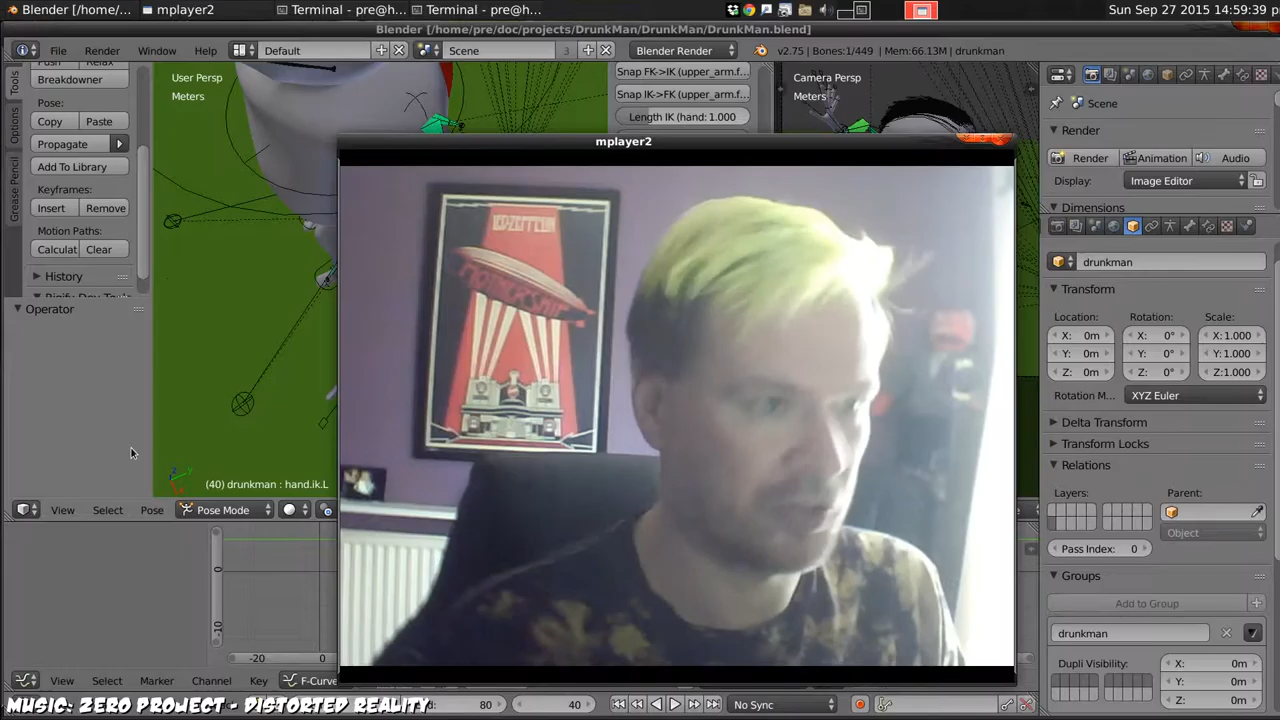 Blender [/home/...
mplayer2
Terminal - pre@h...
Terminal - pre@h...
Sun Sep 27 2015 14:59:39
Blender [/home/pre/doc/projects/DrunkMan/DrunkMan/DrunkMan.blend]
File
Render
Window
Help
Default
Scene
3
Blender Render
v2.75 | Bones:1/449 | Mem:66.13M | drunkman
Tools
Options
Grease Pencil
Breakdowner
Pose:
Copy
Paste
Propagate
Add To Library
Keyframes:
Insert
Remove
Motion Paths:
Calculat
Clear
History
Operator
User Persp
Meters
Snap FK->IK (upper_arm.f...
Snap IK->FK (upper_arm.f...
Length IK (hand: 1.000
Camera Persp
Meters
mplayer2
LED-ZEPPELIN
MOTHERSHIP
(40) drunkman : hand.ik.L
View
Select
Pose
Pose Mode
0
-10
-20
0
View
Select
Marker
Channel
Key
F-Curve
80
40
No Sync
MUSIC: ZERO PROJECT - DISTORTED REALITY
Scene
Render
Render
Animation
Audio
Display:
Image Editor
Dimensions
drunkman
Transform
Location:
Rotation:
Scale:
X: 0m
X: 0°
X: 1.000
Y: 0m
Y: 0°
Y: 1.000
Z: 0m
Z: 0°
Z: 1.000
Rotation M...
XYZ Euler
Delta Transform
Transform Locks
Relations
Layers:
Parent:
Object
Pass Index: 0
Groups
Add to Group
drunkman
Dupli Visibility:
X: 0m
Y: 0m
Z: 0m